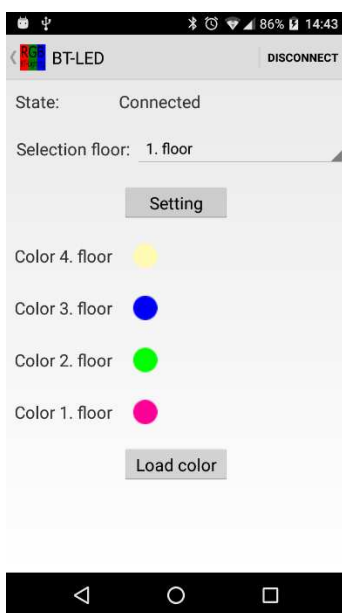 86% 14:43
RG BT-LED DISCONNECT
State: Connected
Selection floor: 1. floor
Setting
Color 4. floor
Color 3. floor
Color 2. floor
Color 1. floor
Load color